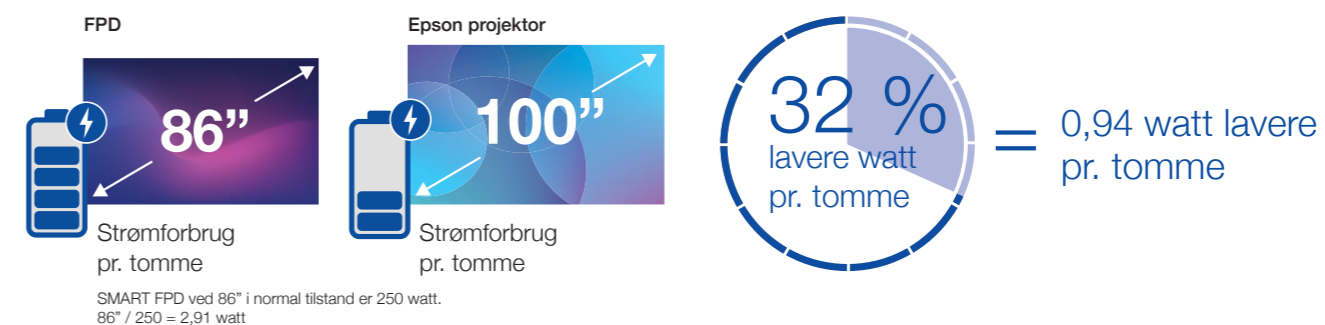 FPD
86”
Strømforbrug
pr. tomme
SMART FPD ved 86” i normal tilstand er 250 watt.
86” / 250 = 2,91 watt
Epson projektor
100”
Strømforbrug
pr. tomme
32 %
lavere watt
pr. tomme
=
0,94 watt lavere
pr. tomme